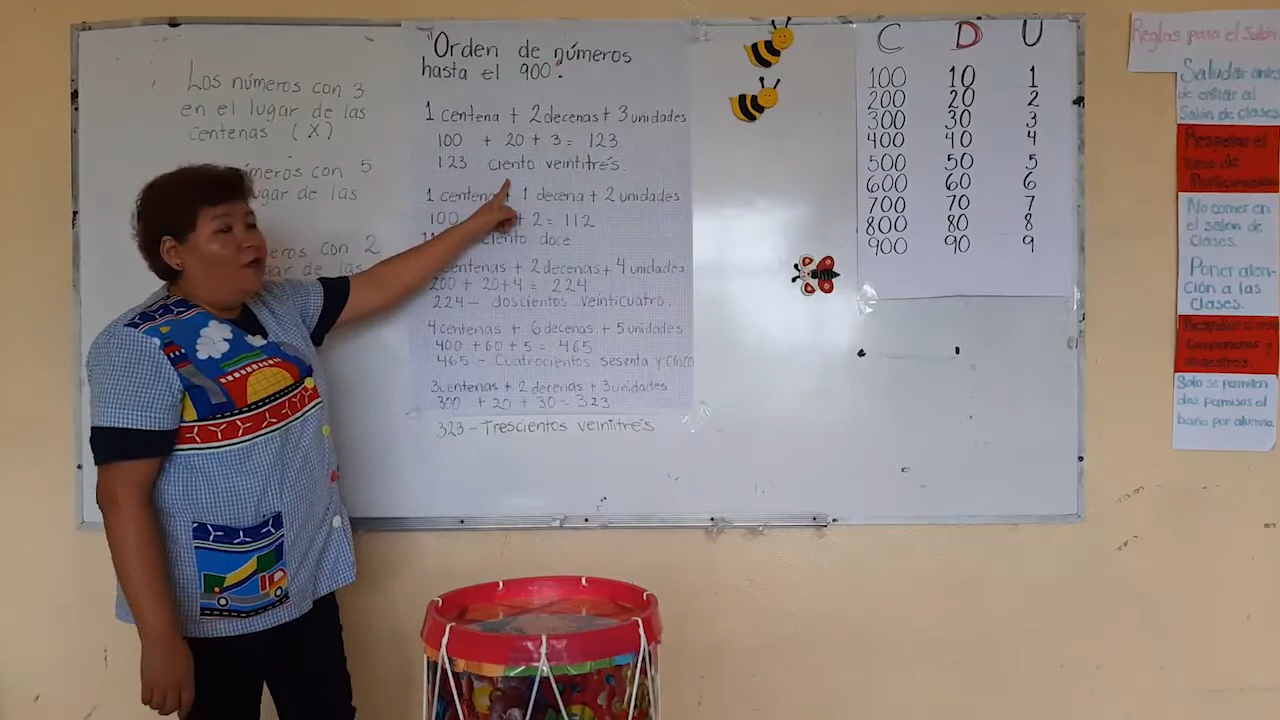 Los números con 3
en el lugar de las
centenas (X)
números con 5
lugar de las
con 2
de las
"Orden de números
hasta el 900".
1 centena + 2 decenas + 3 unidades
100 + 20 + 3 = 123
123 ciento veintitrés.
1 centena + 1 decena + 2 unidades
100 + 2 = 112
ciento doce
centenas + 2 decenas + 4 unidades
200 + 20 + 4 = 224
224 - doscientos veinticuatro.
4 centenas + 6 decenas + 5 unidades
400 + 60 + 5 = 465
465 - Cuatrocientos sesenta y cinco
3 centenas + 2 decenas + 3 unidades
300 + 20 + 30 = 323
323 - Trescientos veintitrés
C D U
100 10 1
200 20 2
300 30 3
400 40 4
500 50 5
600 60 6
700 70 7
800 80 8
900 90 9
Reglas para el Salón
Saludar antes
de entrar al
Salón de clases.
Respetar el
turno de
Participación
No comer en
el salón de
clases.
Poner aten-
ción a las
clases.
Respetar a mis
compañeros y
maestros.
Solo se permiten
dos permisos al
baño por alumno.